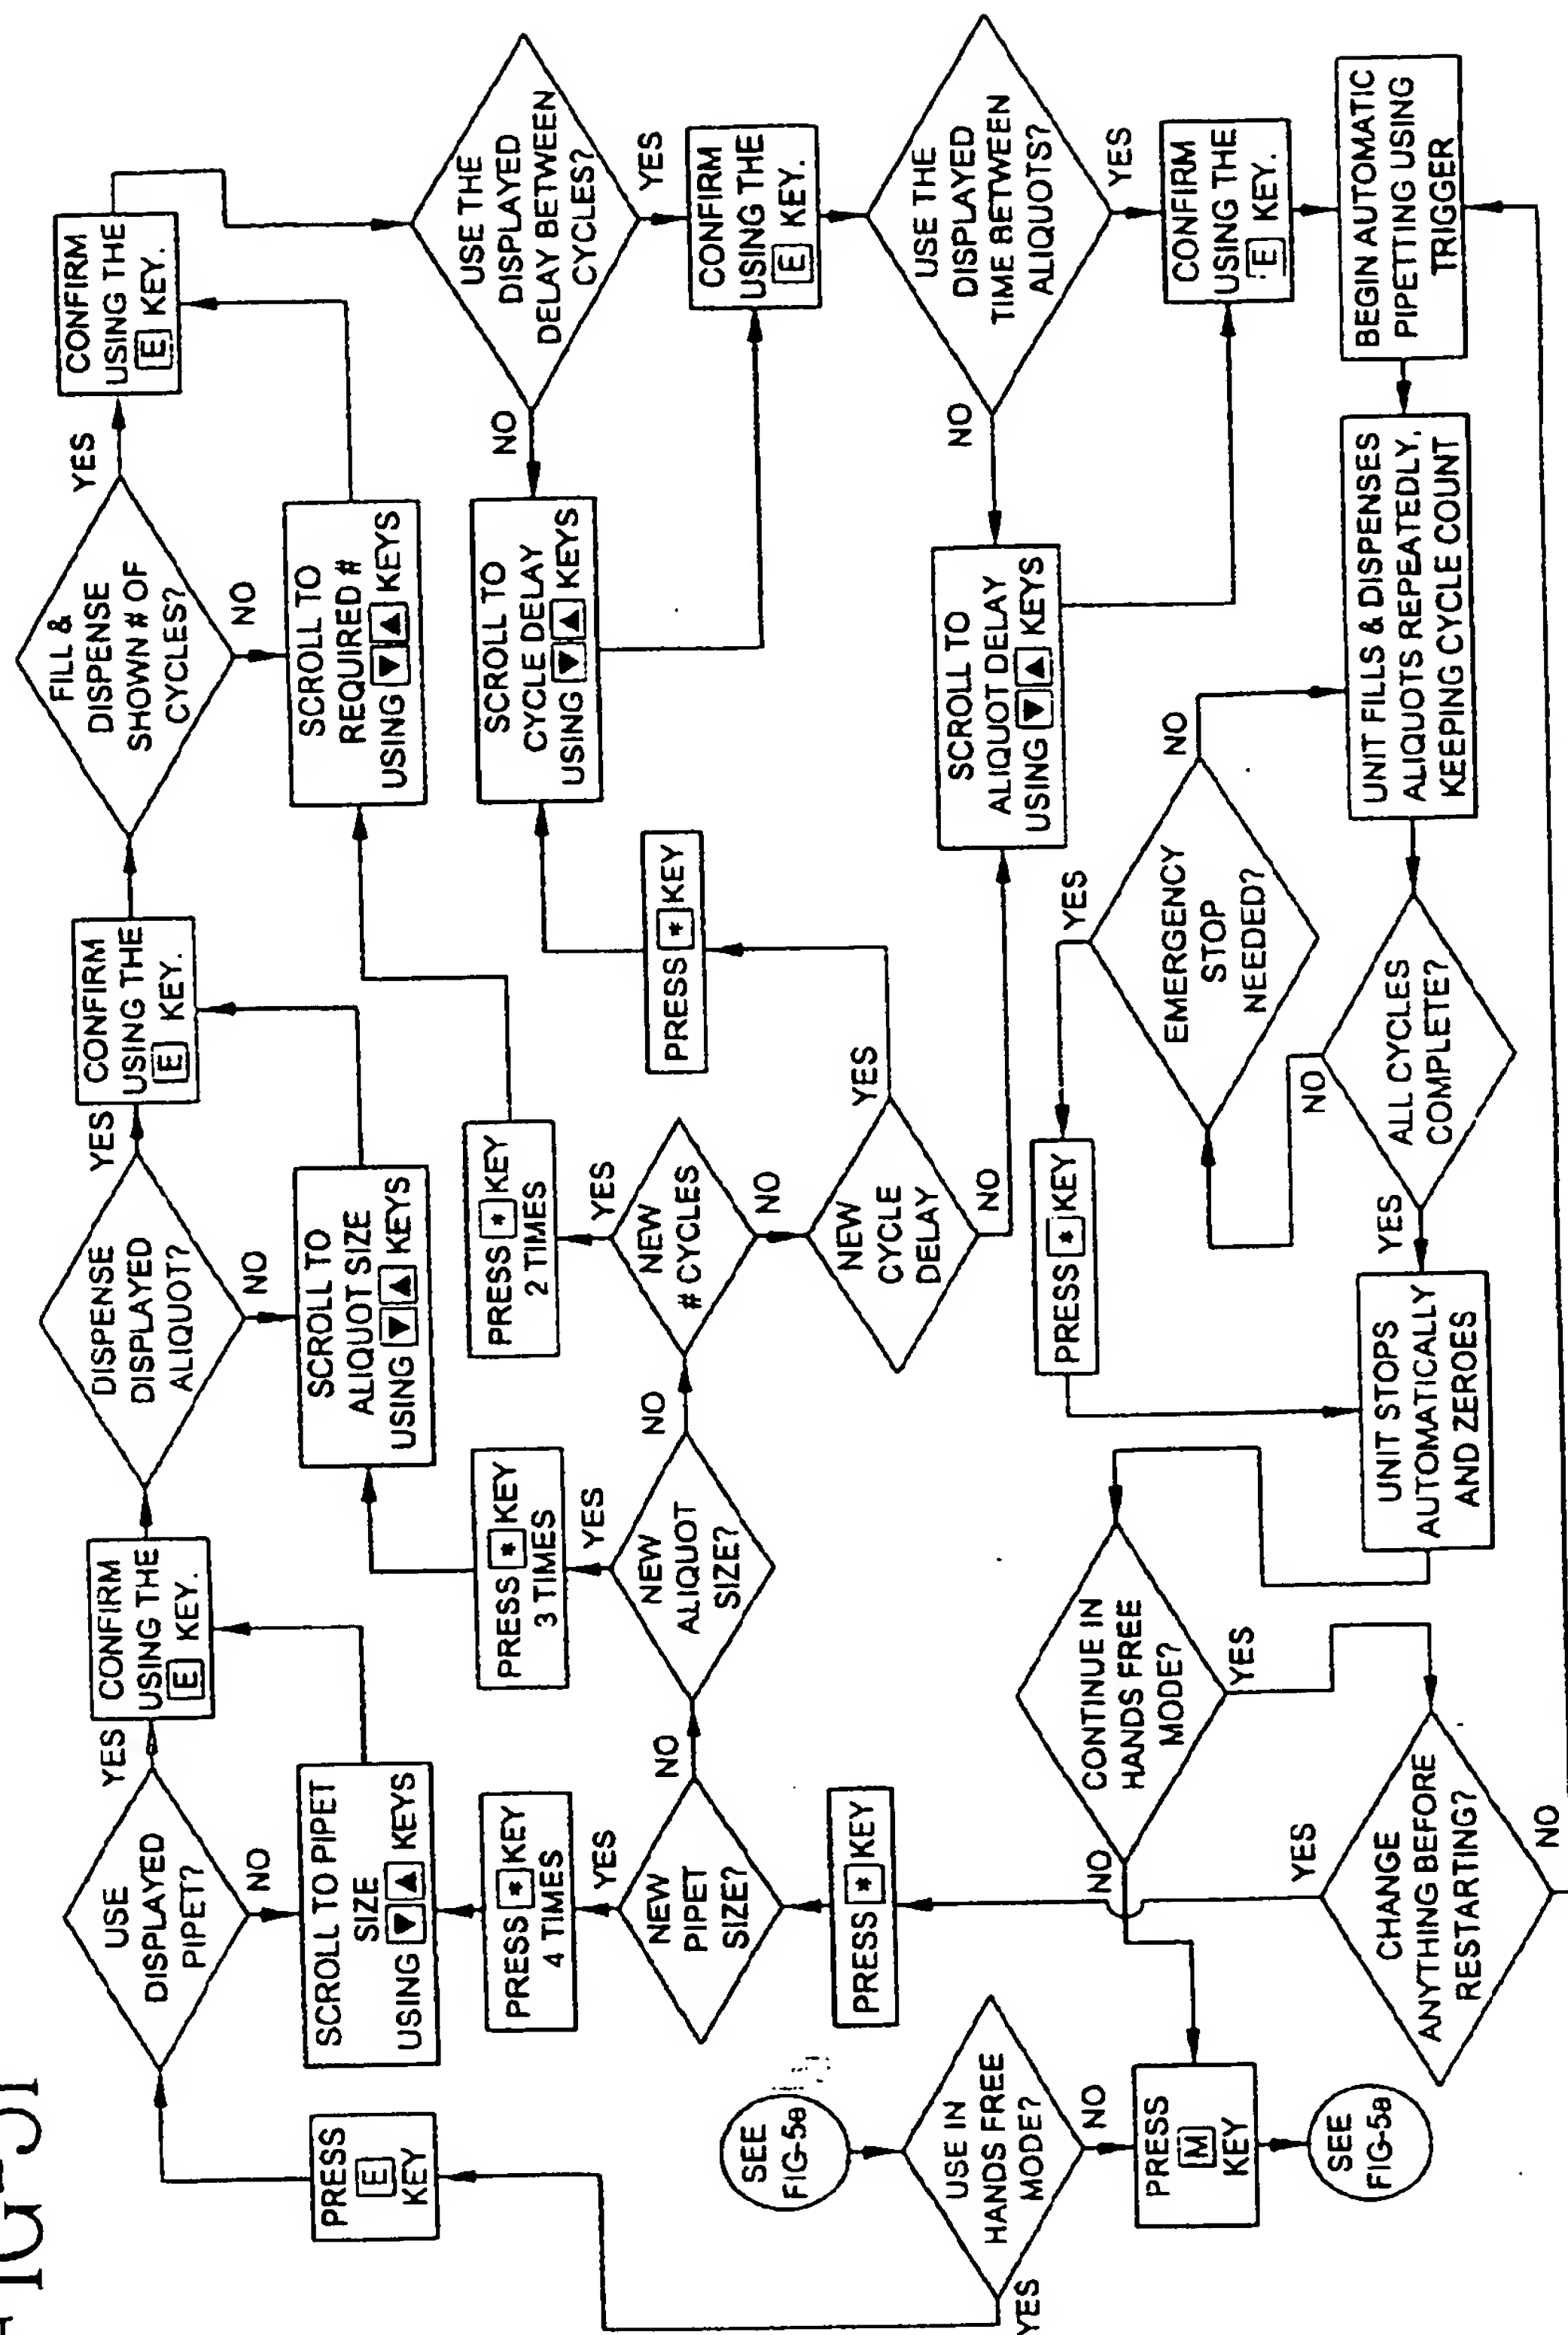 SEE
FIG-5a
USE IN
HANDS FREE
MODE?
YES
NO
PRESS
M
KEY
SEE
FIG-5a
PRESS
E
KEY
USE
DISPLAYED
PIPET?
YES
NO
SCROLL TO PIPET
SIZE
USING ▼ ▲ KEYS
CONFIRM
USING THE
E KEY.
DISPENSE
DISPLAYED
ALIQUOT?
YES
NO
SCROLL TO
ALIQUOT SIZE
USING ▼ ▲ KEYS
CONFIRM
USING THE
E KEY.
FILL &
DISPENSE
SHOWN # OF
CYCLES?
YES
NO
SCROLL TO
REQUIRED #
USING ▼ ▲ KEYS
CONFIRM
USING THE
E KEY.
USE THE
DISPLAYED
DELAY BETWEEN
CYCLES?
NO
YES
SCROLL TO
CYCLE DELAY
USING ▼ ▲ KEYS
CONFIRM
USING THE
E KEY.
USE THE
DISPLAYED
TIME BETWEEN
ALIQUOTS?
NO
YES
SCROLL TO
ALIQUOT DELAY
USING ▼ ▲ KEYS
CONFIRM
USING THE
E KEY.
BEGIN AUTOMATIC
PIPETTING USING
TRIGGER
UNIT FILLS & DISPENSES
ALIQUOTS REPEATEDLY,
KEEPING CYCLE COUNT
ALL CYCLES
COMPLETE?
NO
YES
EMERGENCY
STOP
NEEDED?
NO
YES
PRESS * KEY
UNIT STOPS
AUTOMATICALLY
AND ZEROES
CONTINUE IN
HANDS FREE
MODE?
NO
YES
CHANGE
ANYTHING BEFORE
RESTARTING?
YES
NO
PRESS * KEY
NEW
PIPET
SIZE?
YES
NO
PRESS * KEY
4 TIMES
NEW
ALIQUOT
SIZE?
YES
NO
PRESS * KEY
3 TIMES
NEW
# CYCLES
YES
NO
PRESS * KEY
2 TIMES
NEW
CYCLE
DELAY
YES
NO
PRESS * KEY